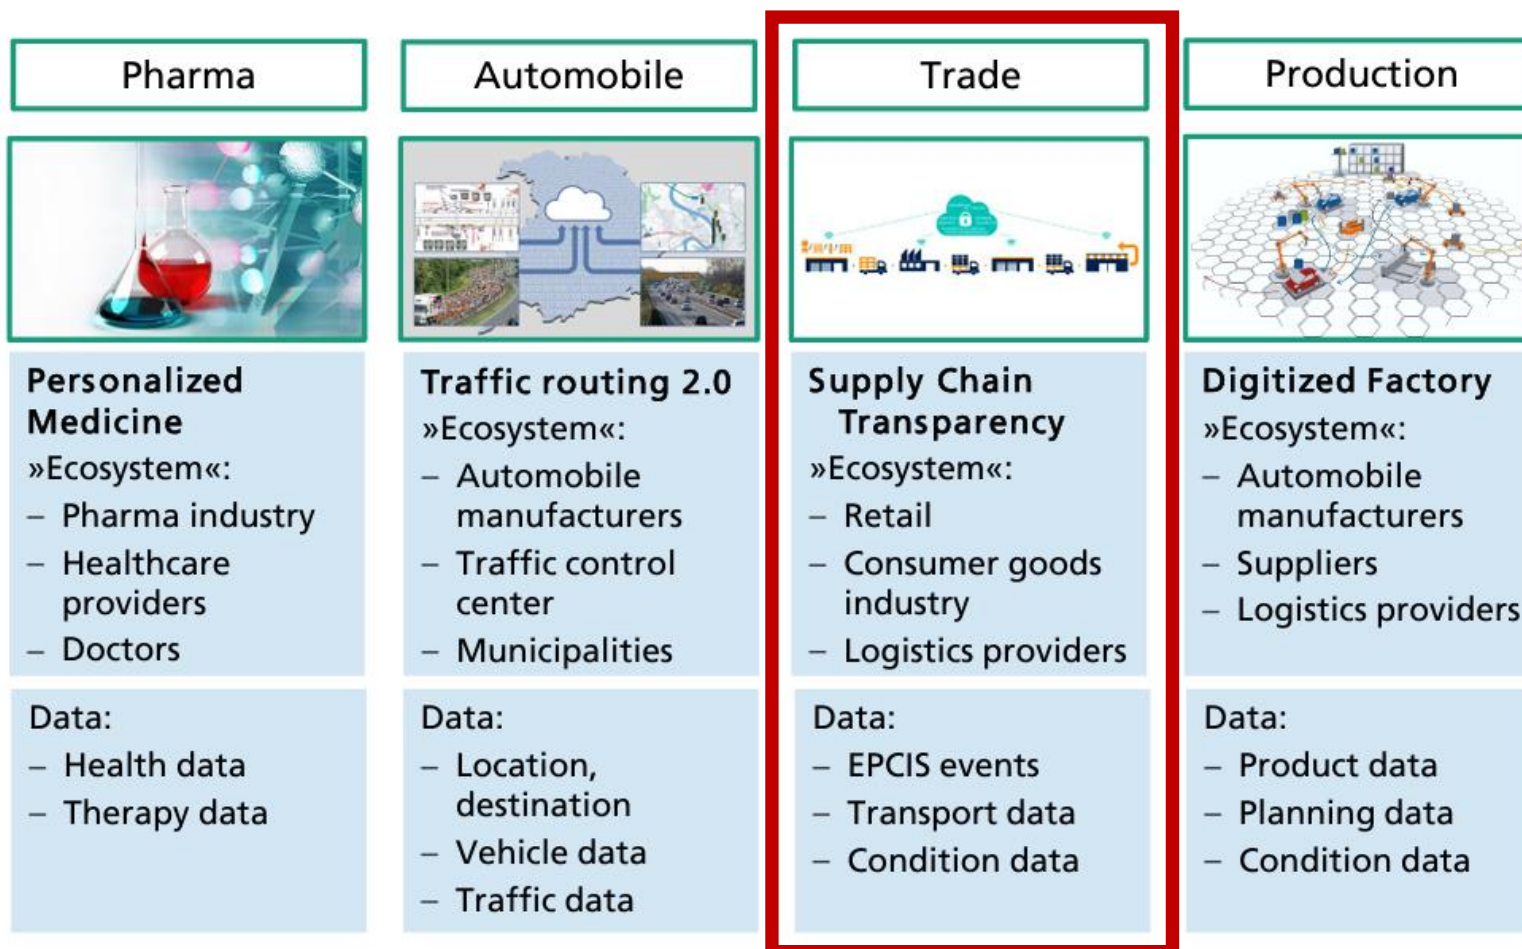 Pharma
Automobile
Trade
Production
Personalized
Medicine
»Ecosystem«:
– Pharma industry
– Healthcare
providers
– Doctors
Data:
– Health data
– Therapy data
Traffic routing 2.0
»Ecosystem«:
– Automobile
manufacturers
– Traffic control
center
– Municipalities
Data:
– Location,
destination
– Vehicle data
– Traffic data
Supply Chain
Transparency
»Ecosystem«:
– Retail
– Consumer goods
industry
– Logistics providers
Data:
– EPCIS events
– Transport data
– Condition data
Digitized Factory
»Ecosystem«:
– Automobile
manufacturers
– Suppliers
– Logistics providers
Data:
– Product data
– Planning data
– Condition data